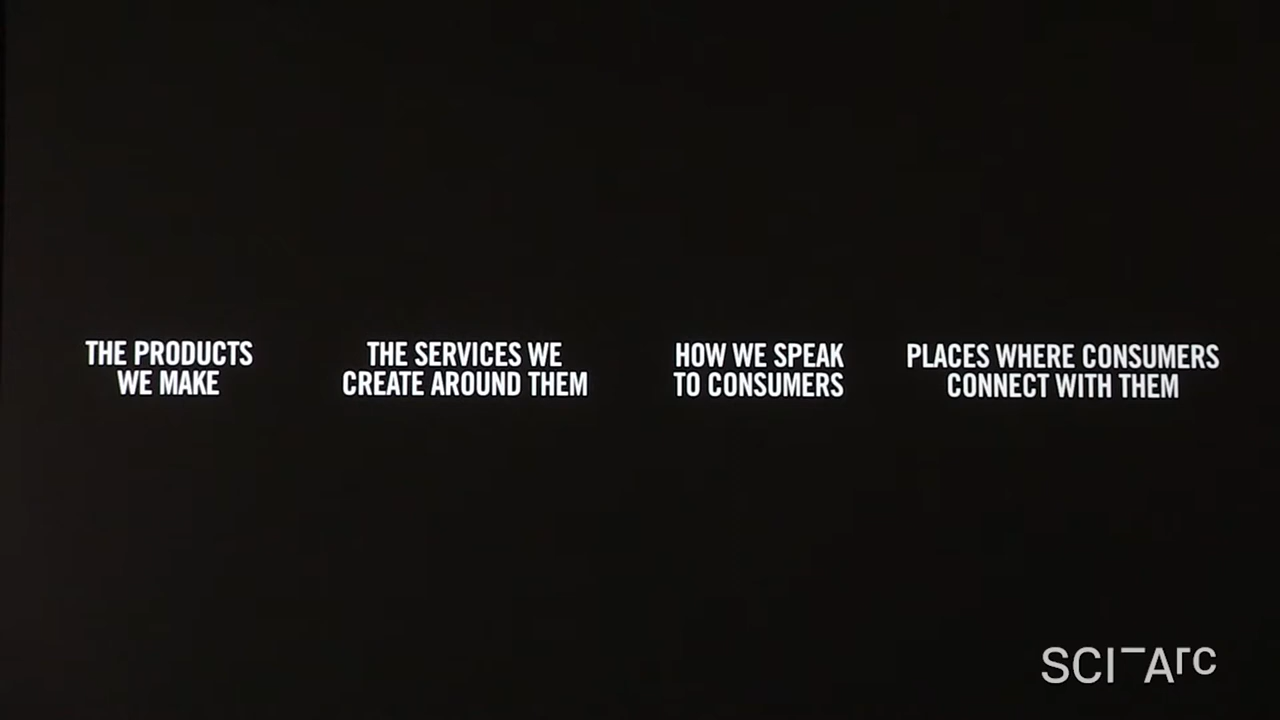 THE PRODUCTS
WE MAKE
THE SERVICES WE
CREATE AROUND THEM
HOW WE SPEAK
TO CONSUMERS
PLACES WHERE CONSUMERS
CONNECT WITH THEM
SCI-Arc